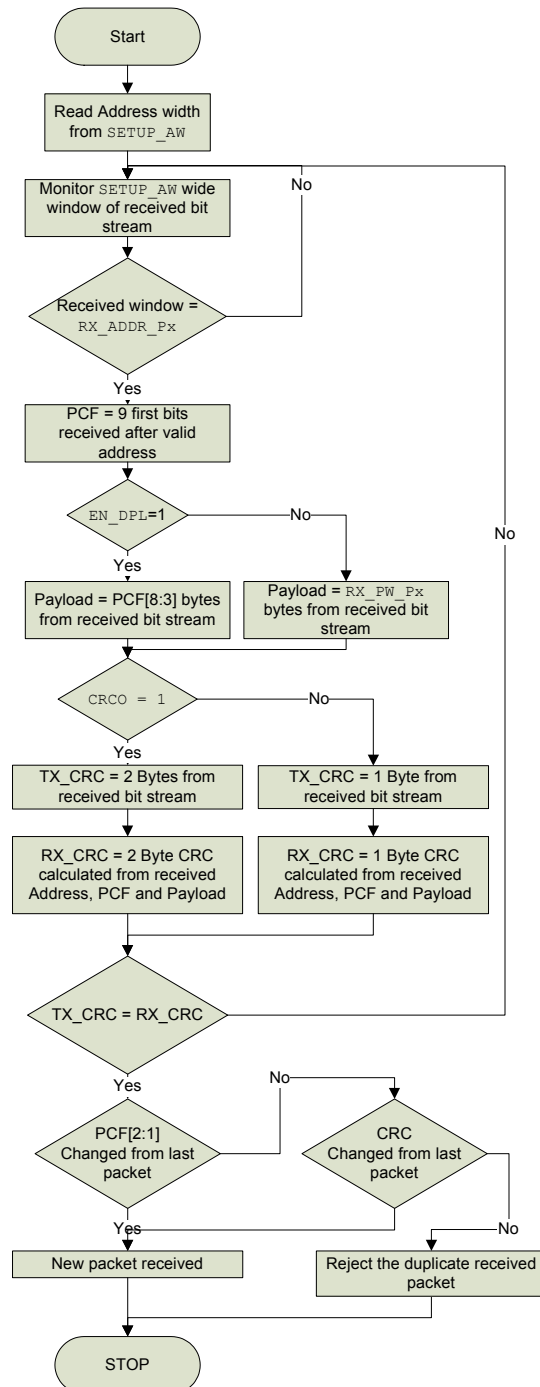 Start
Read Address width
from SETUP_AW
No
Monitor SETUP_AW wide
window of received bit
stream
Received window =
RX_ADDR_Px
Yes
PCF = 9 first bits
received after valid
address
EN_DPL=1
No
No
Yes
Payload = PCF[8:3] bytes
from received bit stream
Payload = RX_PW_Px
bytes from received bit
stream
CRCO = 1
No
Yes
TX_CRC = 2 Bytes from
received bit stream
TX_CRC = 1 Byte from
received bit stream
RX_CRC = 2 Byte CRC
calculated from received
Address, PCF and Payload
RX_CRC = 1 Byte CRC
calculated from received
Address, PCF and Payload
TX_CRC = RX_CRC
Yes
No
PCF[2:1]
Changed from last
packet
CRC
Changed from last
packet
Yes
No
New packet received
Reject the duplicate received
packet
STOP